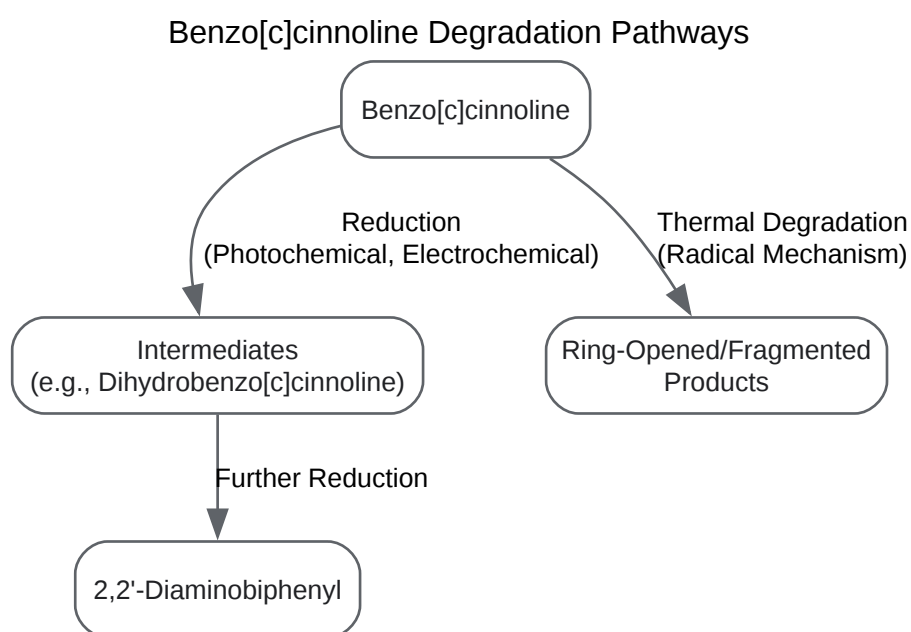 Benzo[c]cinnoline Degradation Pathways
Benzo[c]cinnoline
Reduction
(Photochemical, Electrochemical)
Thermal Degradation
(Radical Mechanism)
Intermediates
(e.g., Dihydrobenzo[c]cinnoline)
Ring-Opened/Fragmented
Products
Further Reduction
2,2'-Diaminobiphenyl